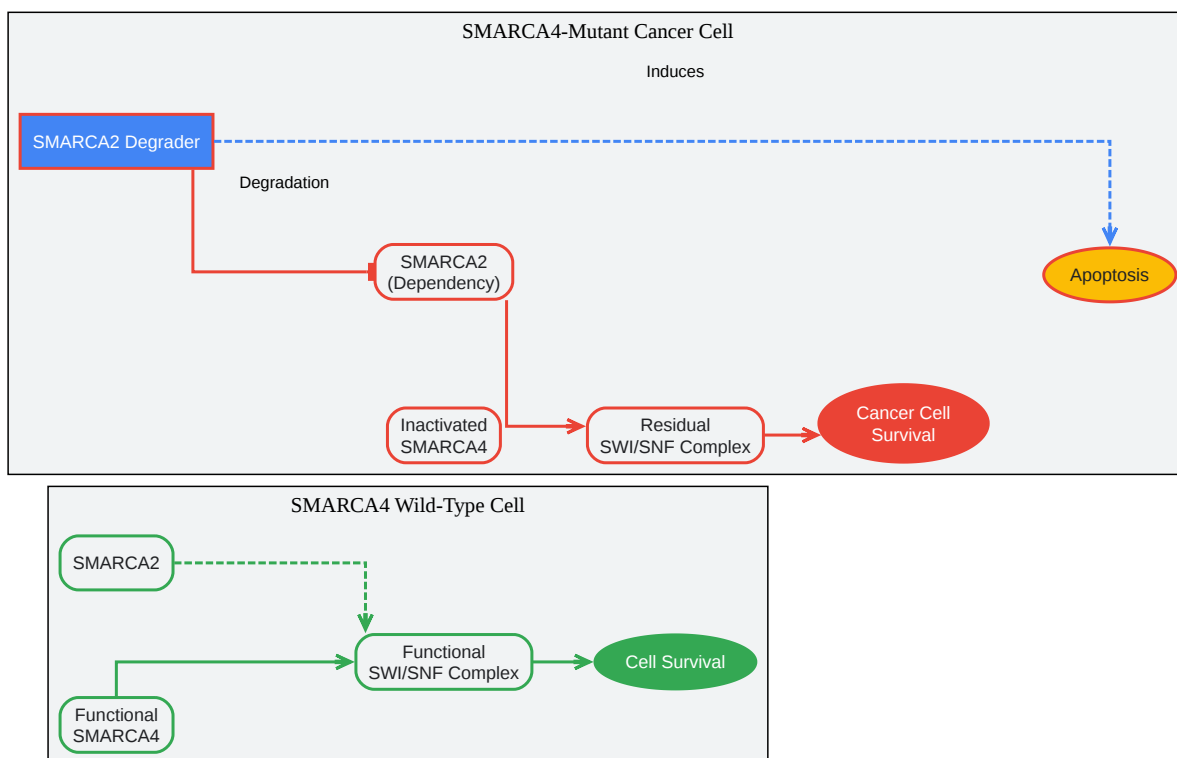 SMARCA4-Mutant Cancer Cell
Induces
SMARCA2 Degrader
Degradation
SMARCA2
(Dependency)
Apoptosis
Inactivated
SMARCA4
Residual
SWI/SNF Complex
Cancer Cell
Survival
SMARCA4 Wild-Type Cell
SMARCA2
Functional
SWI/SNF Complex
Cell Survival
Functional
SMARCA4